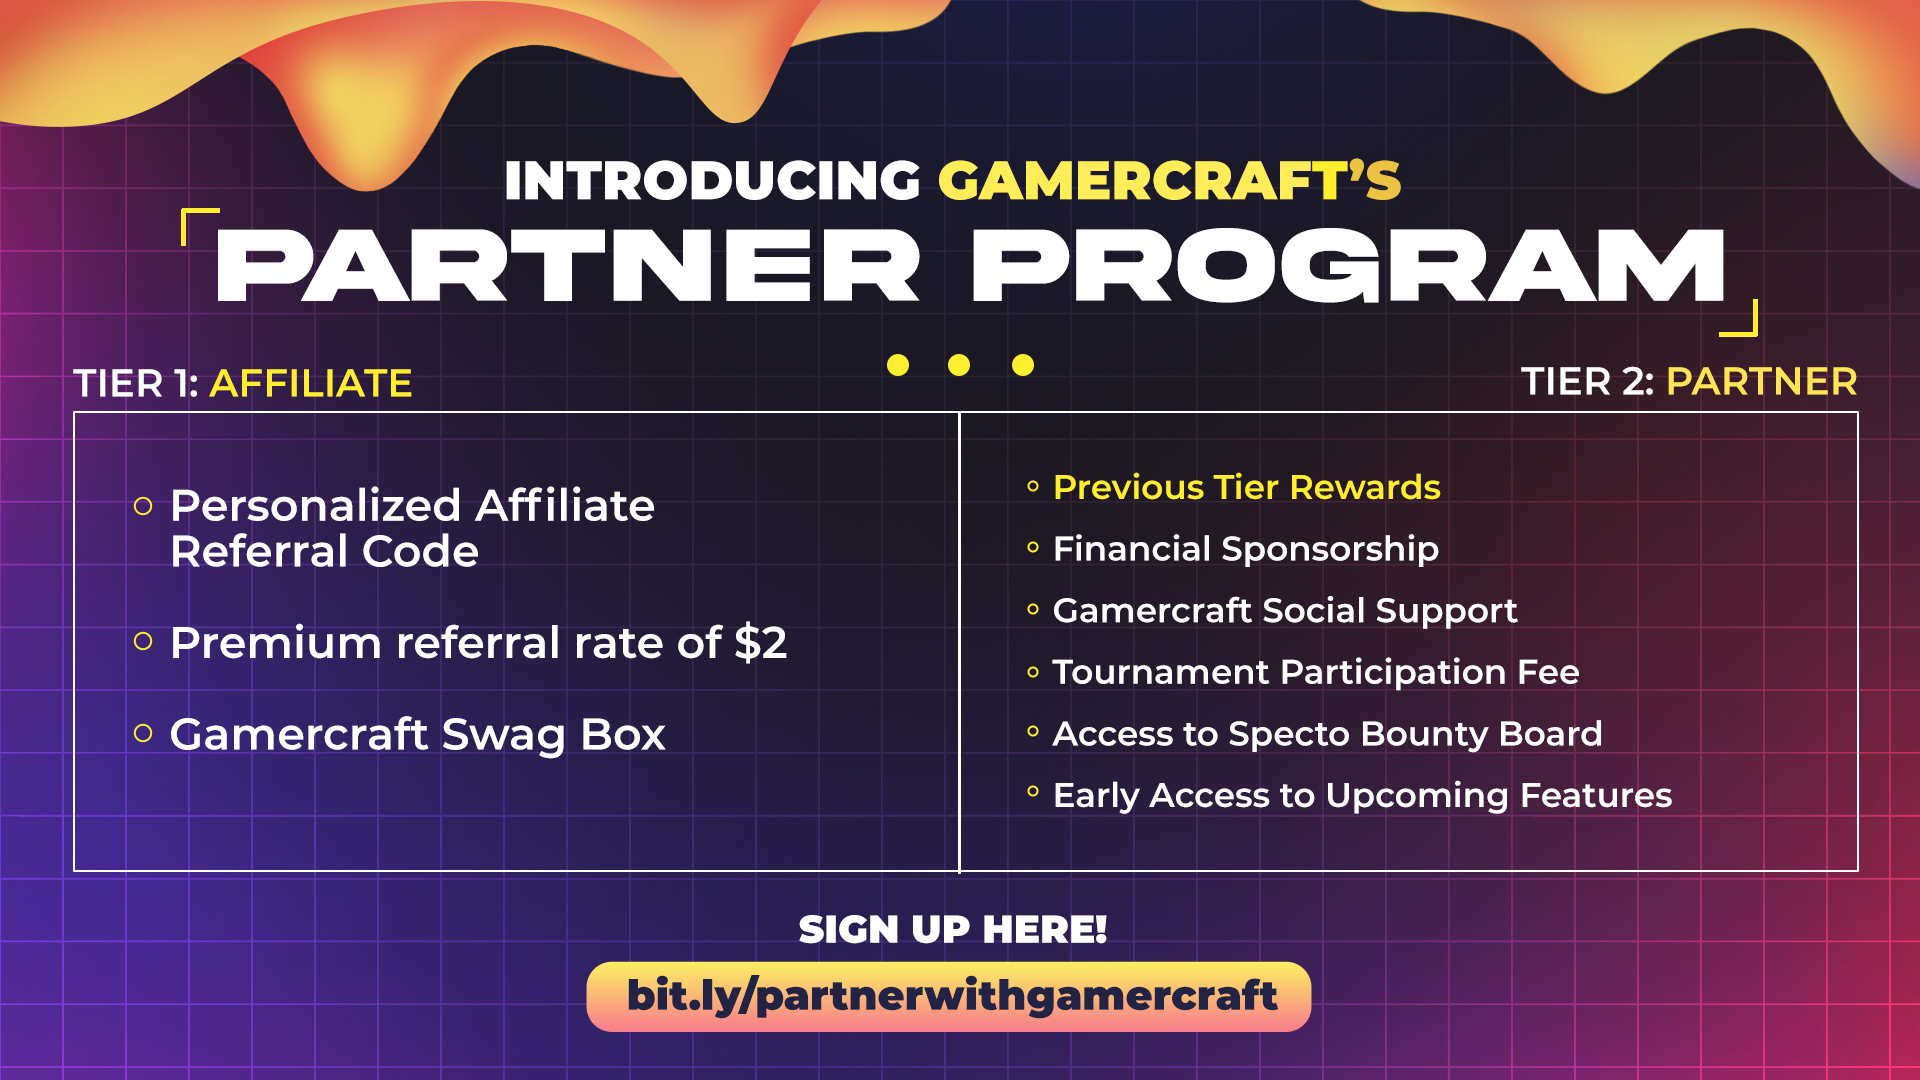 INTRODUCING GAMERCRAFT’S
PARTNER PROGRAM
TIER 1: AFFILIATE
Personalized Affiliate
Referral Code
Premium referral rate of $2
Gamercraft Swag Box
TIER 2: PARTNER
Previous Tier Rewards
Financial Sponsorship
Gamercraft Social Support
Tournament Participation Fee
Access to Specto Bounty Board
Early Access to Upcoming Features
SIGN UP HERE!
bit.ly/partnerwithgamercraft